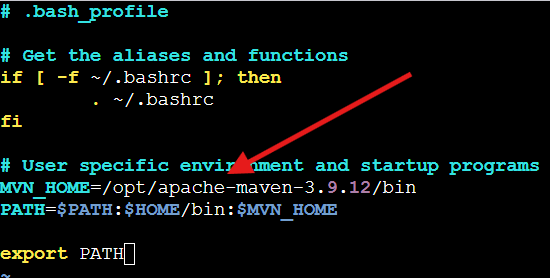 # .bash_profile
# Get the aliases and functions
if [ -f ~/.bashrc ]; then
        . ~/.bashrc
fi
# User specific environment and startup programs
MVN_HOME=/opt/apache-maven-3.9.12/bin
PATH=$PATH:$HOME/bin:$MVN_HOME
export PATH
~